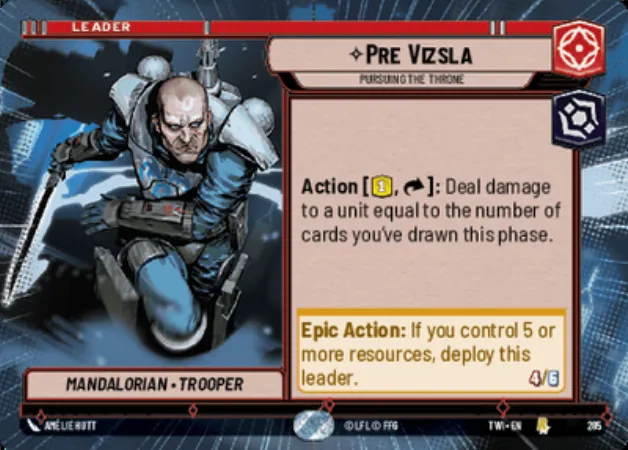 LEADER
PRE VIZSLA
PURSUING THE THRONE
Action [1, ]: Deal damage
to a unit equal to the number of
cards you've drawn this phase.
Epic Action: If you control 5 or
more resources, deploy this
leader.
4/6
MANDALORIAN • TROOPER
AMÉLIE HUTT
© LFL © FFG
TWI • EN
285